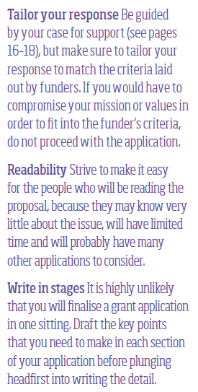 Tailor your response Be guided
by your case for support (see pages
16-18), but make sure to tailor your
response to match the criteria laid
out by funders. If you would have to
compromise your mission or values in
order to fit into the funder's criteria,
do not proceed with the application.
Readability Strive to make it easy
for the people who will be reading the
proposal, because they may know very
little about the issue, will have limited
time and will probably have many
other applications to consider.
Write in stages It is highly unlikely
that you will finalise a grant application
in one sitting. Draft the key points
that you need to make in each section
of your application before plunging
headfirst into writing the detail.